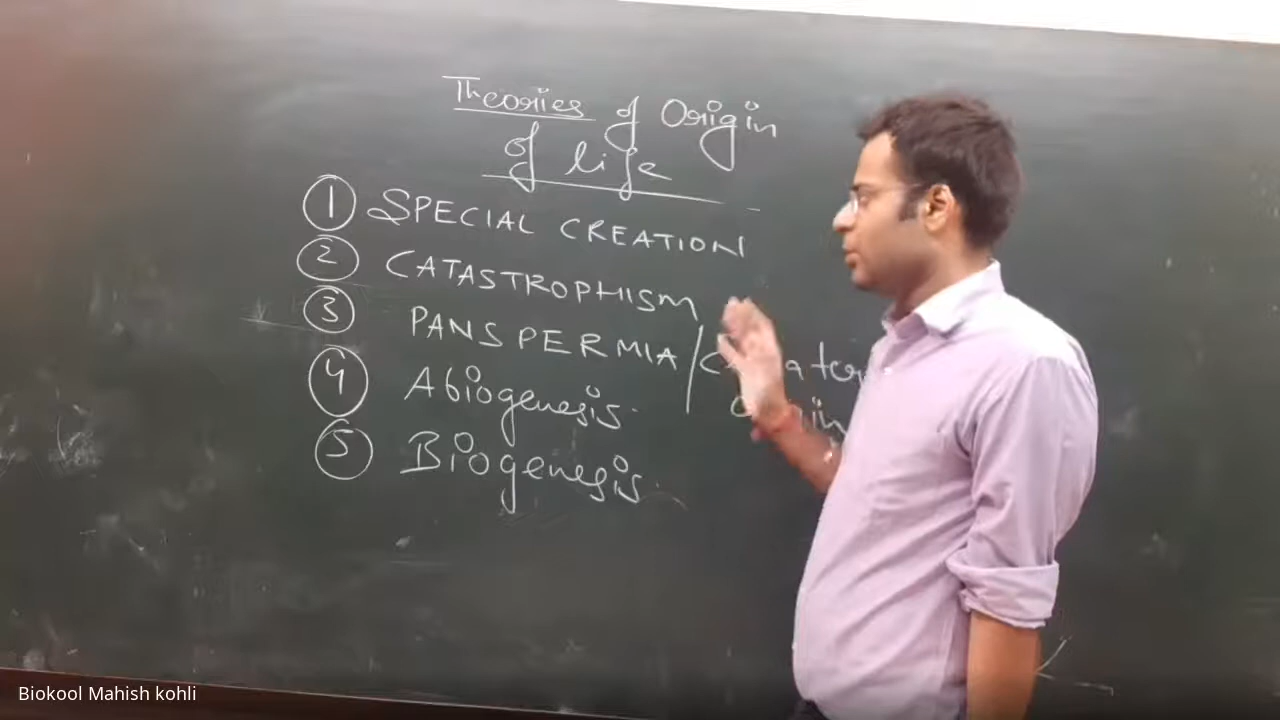 Theories of Origin
of life
1 SPECIAL CREATION
2 CATASTROPHISM
3 PANSPERMIA /
4 Abiogenesis.
5 Biogenesis.
Biokool Mahish kohli